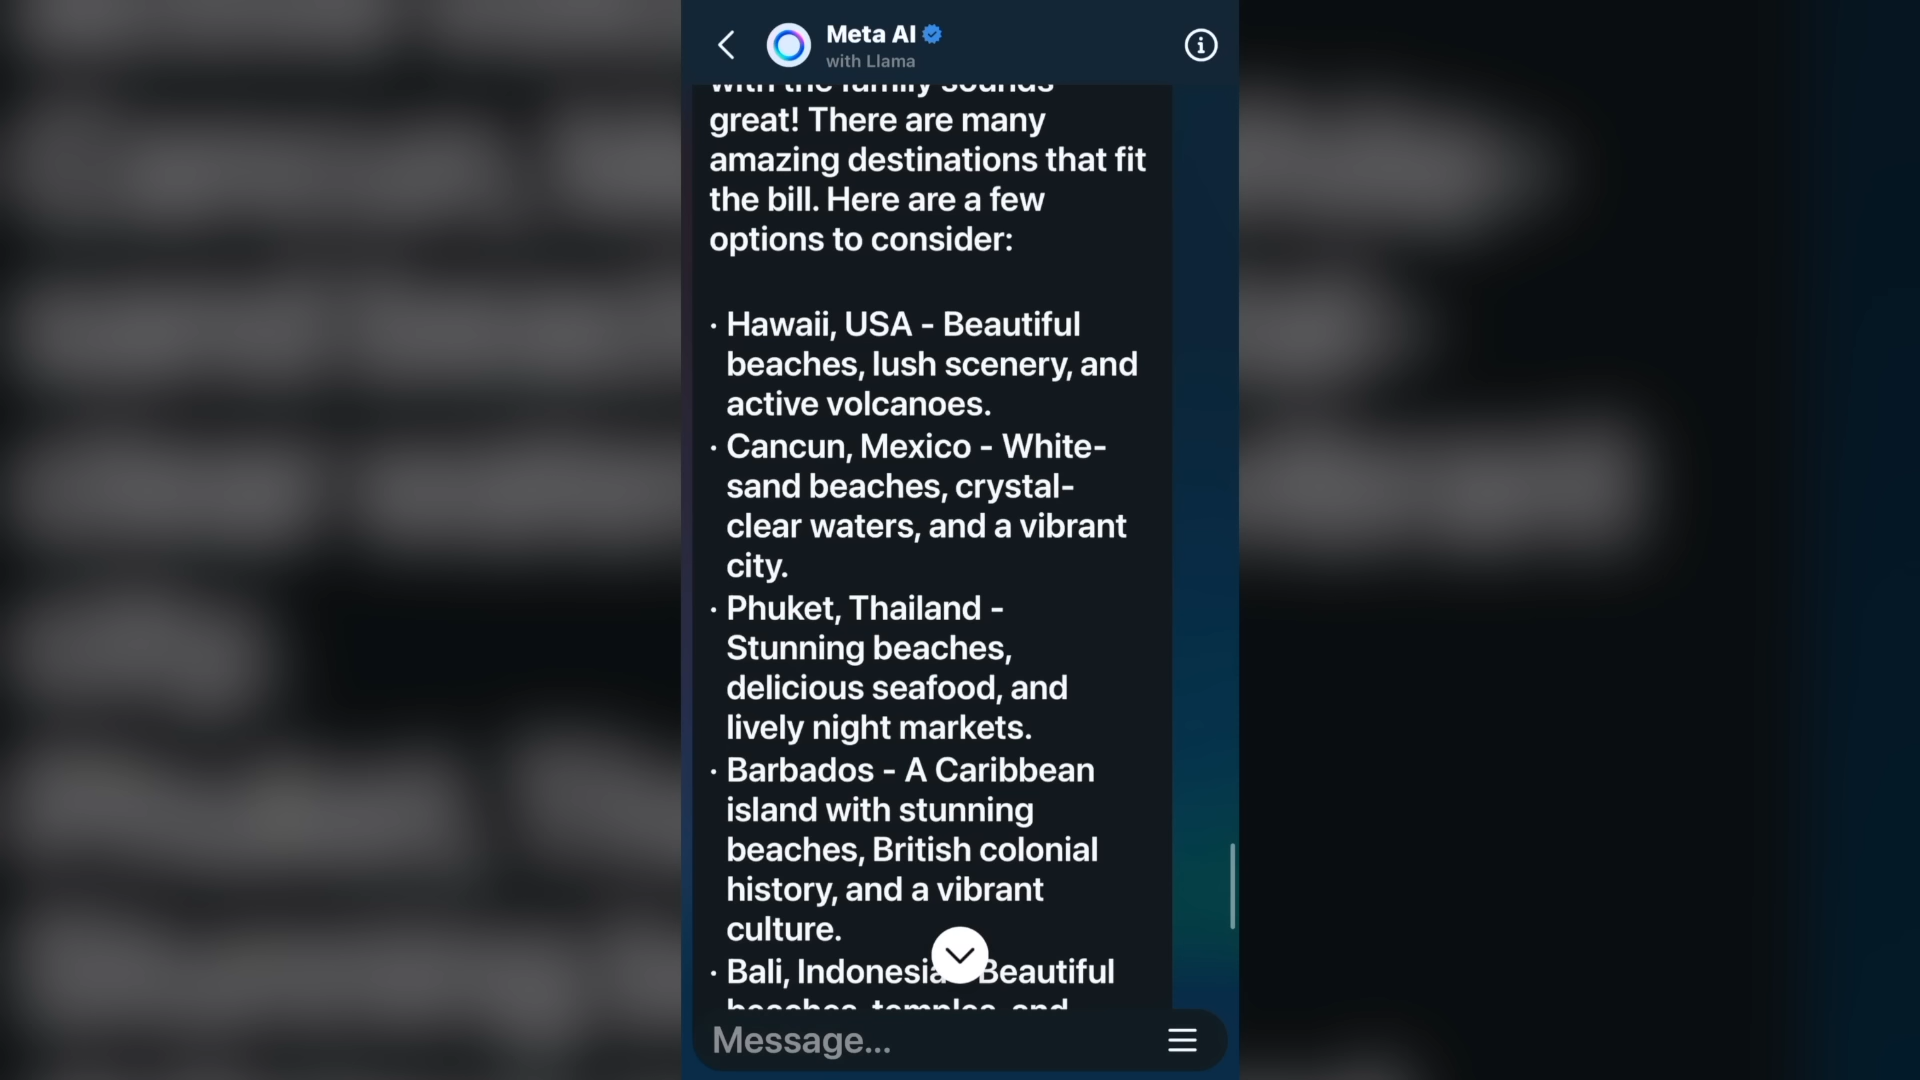 Meta AI
with Llama
with the family sounds
great! There are many
amazing destinations that fit
the bill. Here are a few
options to consider:
· Hawaii, USA - Beautiful
beaches, lush scenery, and
active volcanoes.
· Cancun, Mexico - White-
sand beaches, crystal-
clear waters, and a vibrant
city.
· Phuket, Thailand -
Stunning beaches,
delicious seafood, and
lively night markets.
· Barbados - A Caribbean
island with stunning
beaches, British colonial
history, and a vibrant
culture.
· Bali, Indonesia Beautiful
beaches, temples, and
Message...